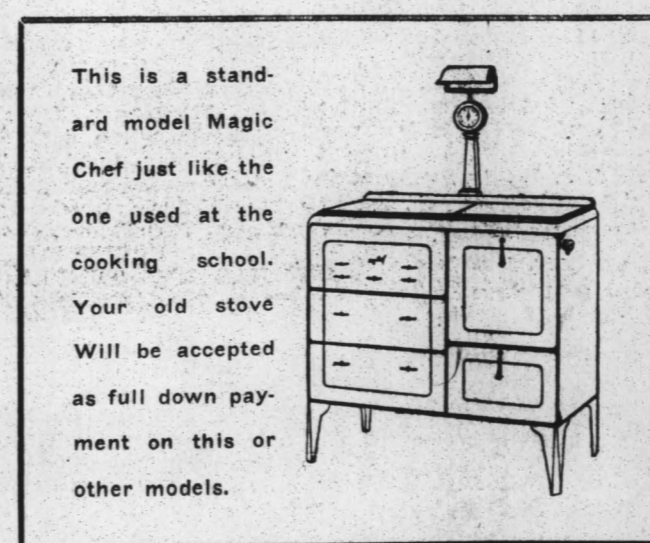 This is a stand-
ard model Magic
Chef just like the
one used at the
cooking school.
Your old stove
Will be accepted
as full down pay-
ment on this or
other models.